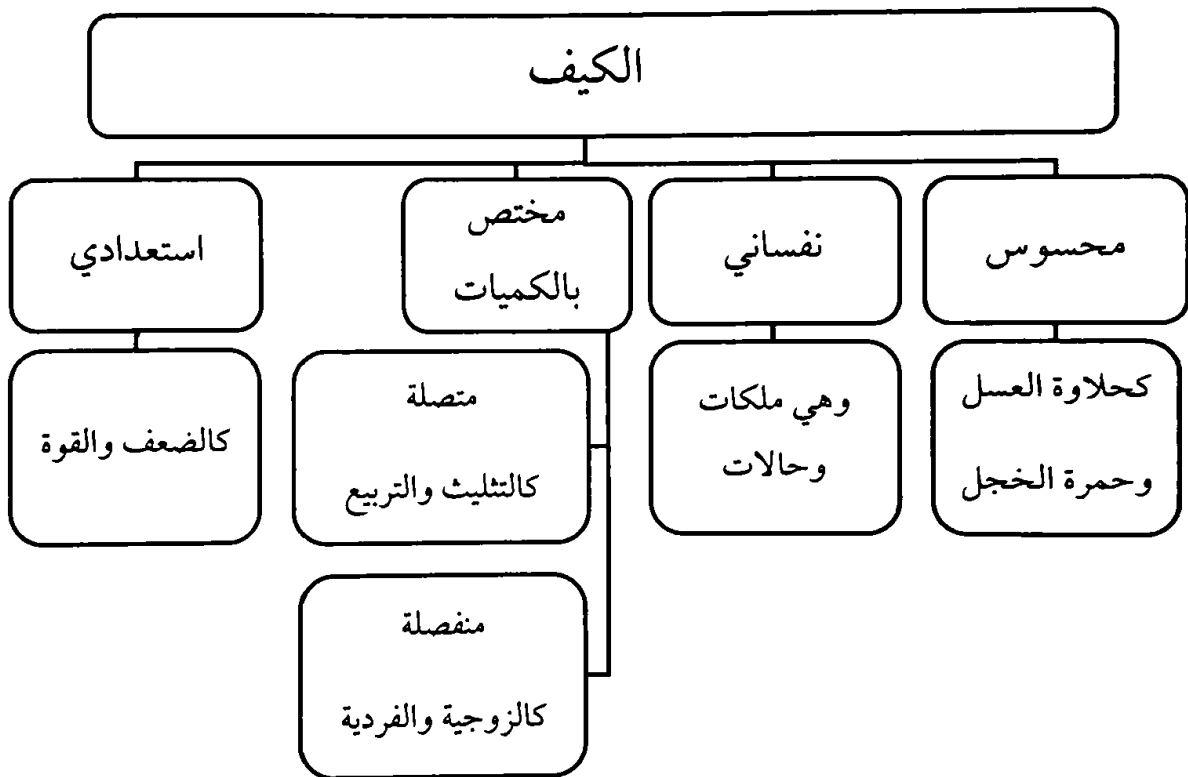 الكيف
محسوس
نفساني
مختص
بالكميات
استعدادي
كحلاوة العسل
وحمرة الخجل
وهي ملكات
وحالات
متصلة
كالتثليث والتربيع
منفصلة
كالزوجية والفردية
كالضعف والقوة